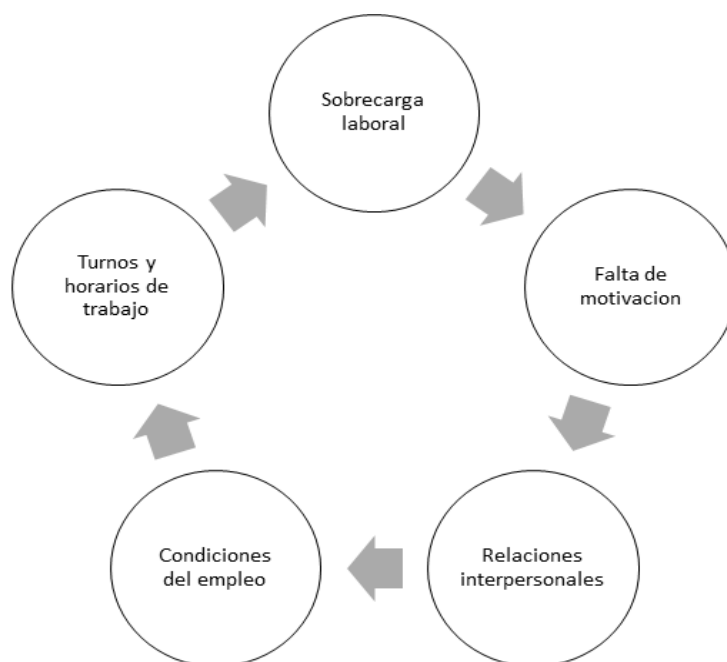 Sobrecarga
laboral
Falta de
motivacion
Relaciones
interpersonales
Condiciones
del empleo
Turnos y
horarios de
trabajo